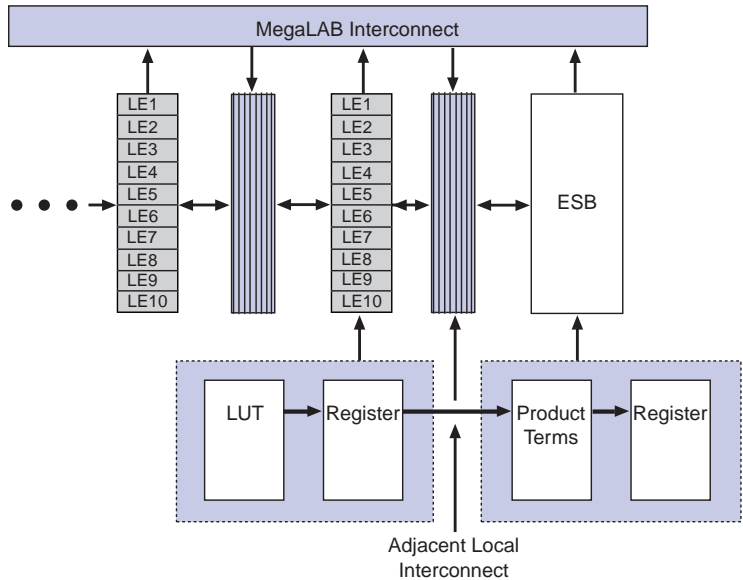 MegaLAB Interconnect
LE1
LE2
LE3
LE4
LE5
LE6
LE7
LE8
LE9
LE10
LE1
LE2
LE3
LE4
LE5
LE6
LE7
LE8
LE9
LE10
ESB
LUT
Register
Product
Terms
Register
Adjacent Local
Interconnect